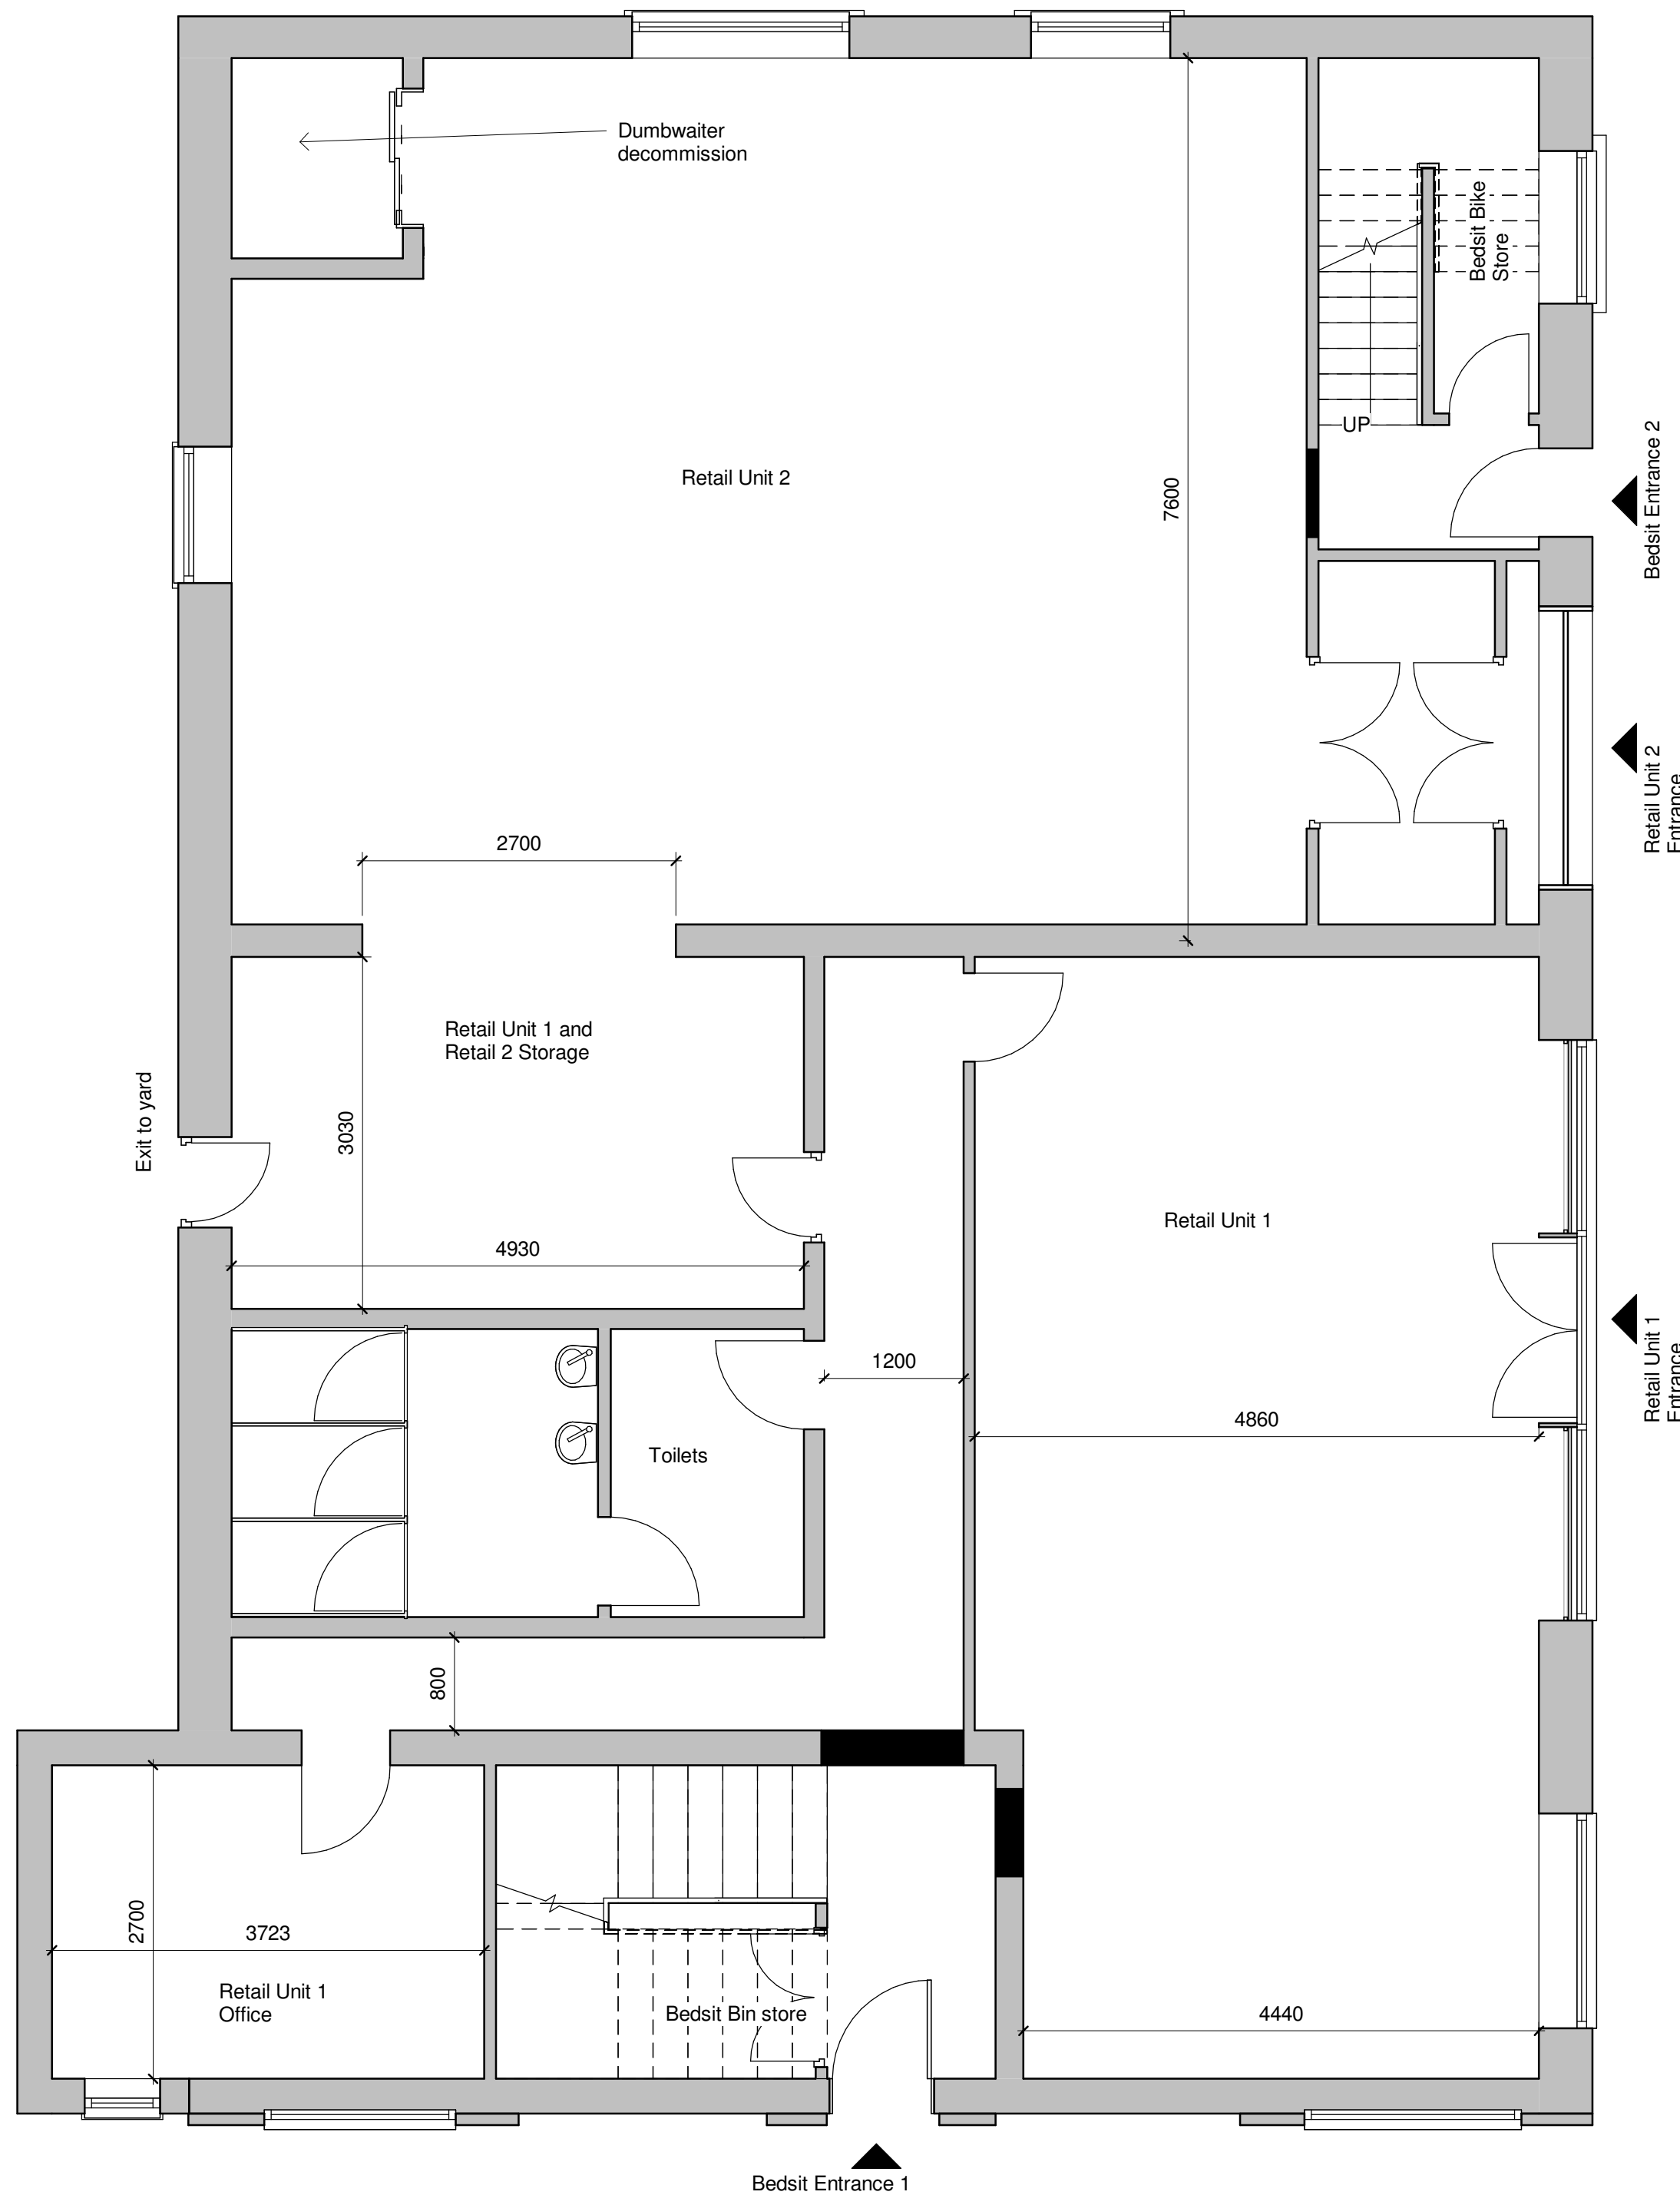 Dumbwaiter
decommission
Bedsit Bike
Store
UP
Retail Unit 2
7600
Bedsit Entrance 2
Retail Unit 2
Entrance
2700
Retail Unit 1 and
Retail 2 Storage
Exit to yard
3030
4930
Retail Unit 1
Retail Unit 1
Entrance
1200
4860
Toilets
800
2700
3723
Retail Unit 1
Office
Bedsit Bin store
4440
Bedsit Entrance 1